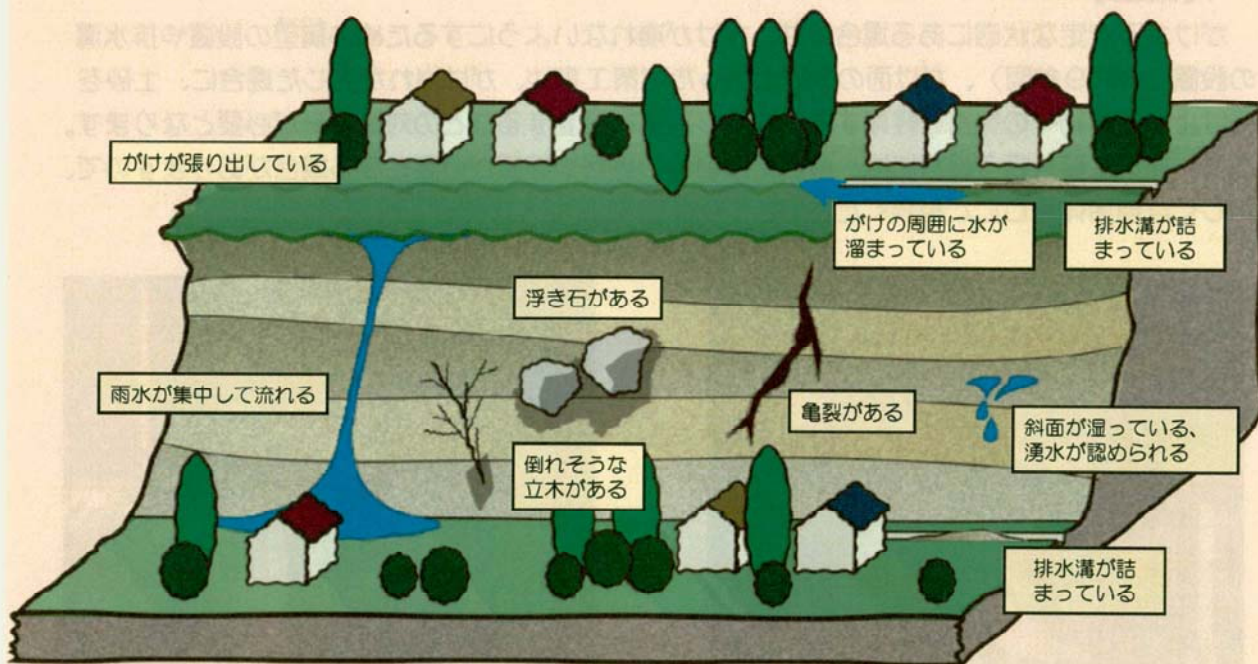 がけが張り出している
がけの周囲に水が
溜まっている
排水溝が詰
まっている
浮き石がある
雨水が集中して流れる
亀裂がある
斜面が湿っている、
湧水が認められる
倒れそうな
立木がある
排水溝が詰
まっている